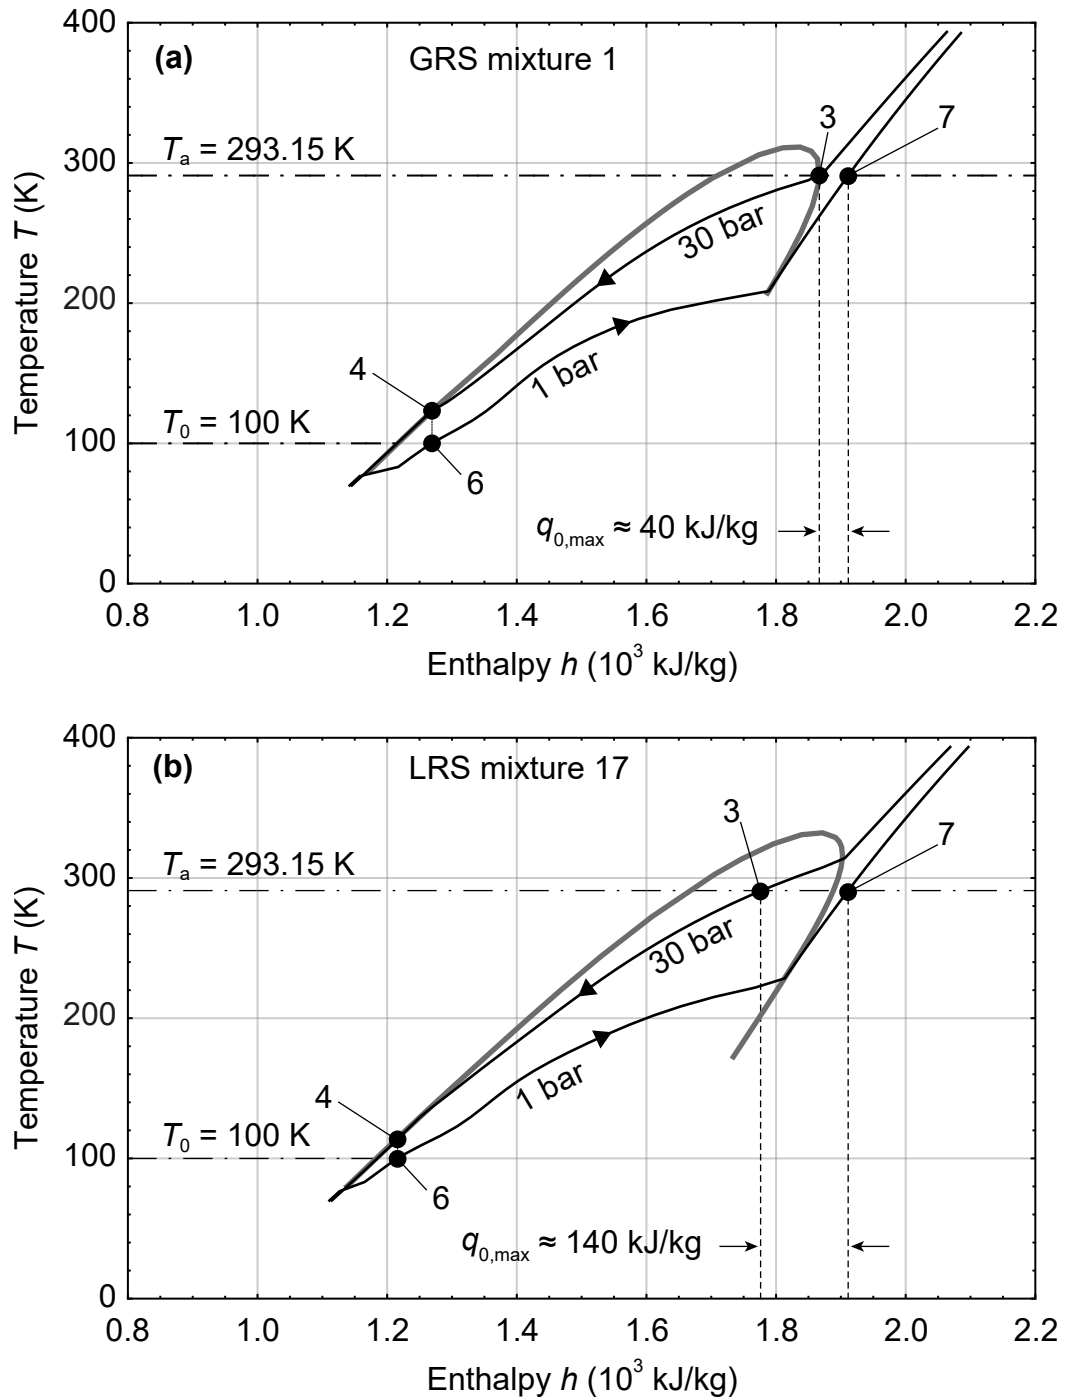 (a)
GRS mixture 1
400
300
200
100
0
Temperature T (K)
Tₐ = 293.15 K
T₀ = 100 K
3
7
30 bar
1 bar
4
6
q₀,max ≈ 40 kJ/kg
0.8 1.0 1.2 1.4 1.6 1.8 2.0 2.2
Enthalpy h (10³ kJ/kg)
(b)
LRS mixture 17
400
300
200
100
0
Temperature T (K)
Tₐ = 293.15 K
T₀ = 100 K
3
7
30 bar
1 bar
4
6
q₀,max ≈ 140 kJ/kg
0.8 1.0 1.2 1.4 1.6 1.8 2.0 2.2
Enthalpy h (10³ kJ/kg)